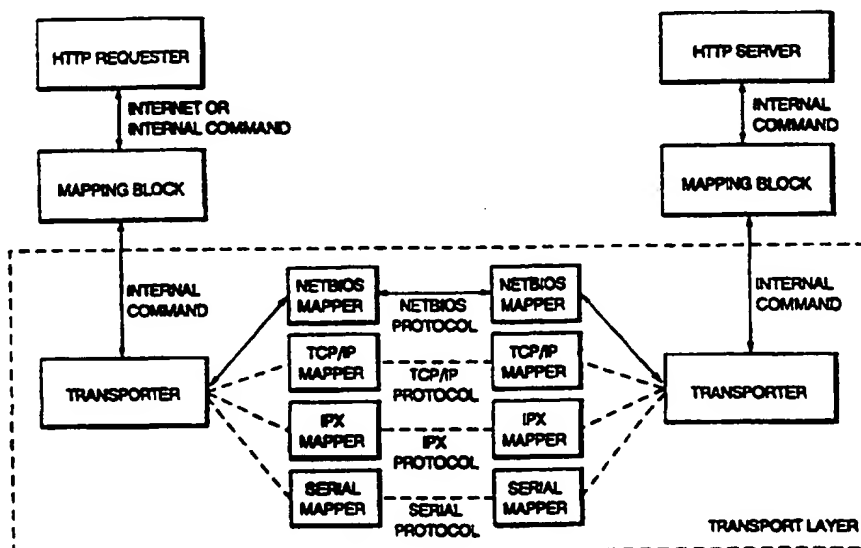 HTTP REQUESTER
HTTP SERVER
INTERNET OR
INTERNAL COMMAND
INTERNAL
COMMAND
MAPPING BLOCK
MAPPING BLOCK
INTERNAL
COMMAND
NETBIOS
MAPPER
NETBIOS
PROTOCOL
NETBIOS
MAPPER
INTERNAL
COMMAND
TRANSPORTER
TCP/IP
MAPPER
TCP/IP
PROTOCOL
TCP/IP
MAPPER
TRANSPORTER
IPX
MAPPER
IPX
PROTOCOL
IPX
MAPPER
SERIAL
MAPPER
SERIAL
PROTOCOL
SERIAL
MAPPER
TRANSPORT LAYER